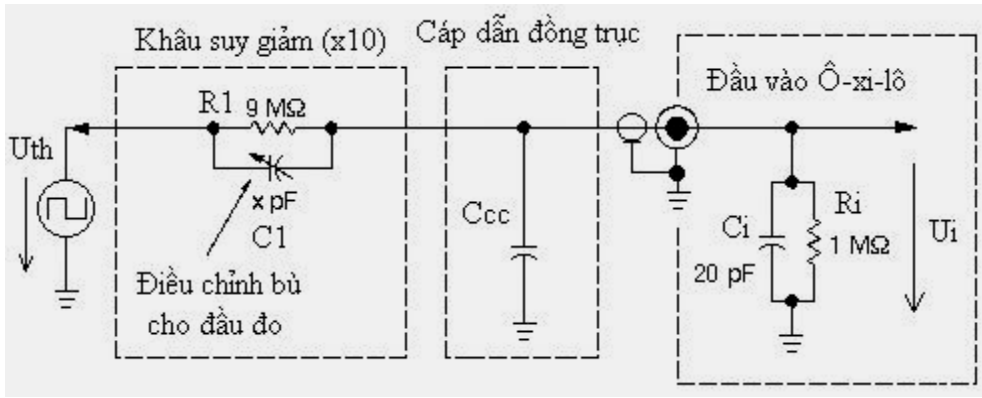 Khâu suy giảm (x10)
Cáp dẫn đồng trục
Đầu vào Ô-xi-lô
R1 9 MΩ
Uth
x pF
C1
Điều chỉnh bù
cho đầu đo
Ccc
Ci
20 pF
Ri
1 MΩ
Ui